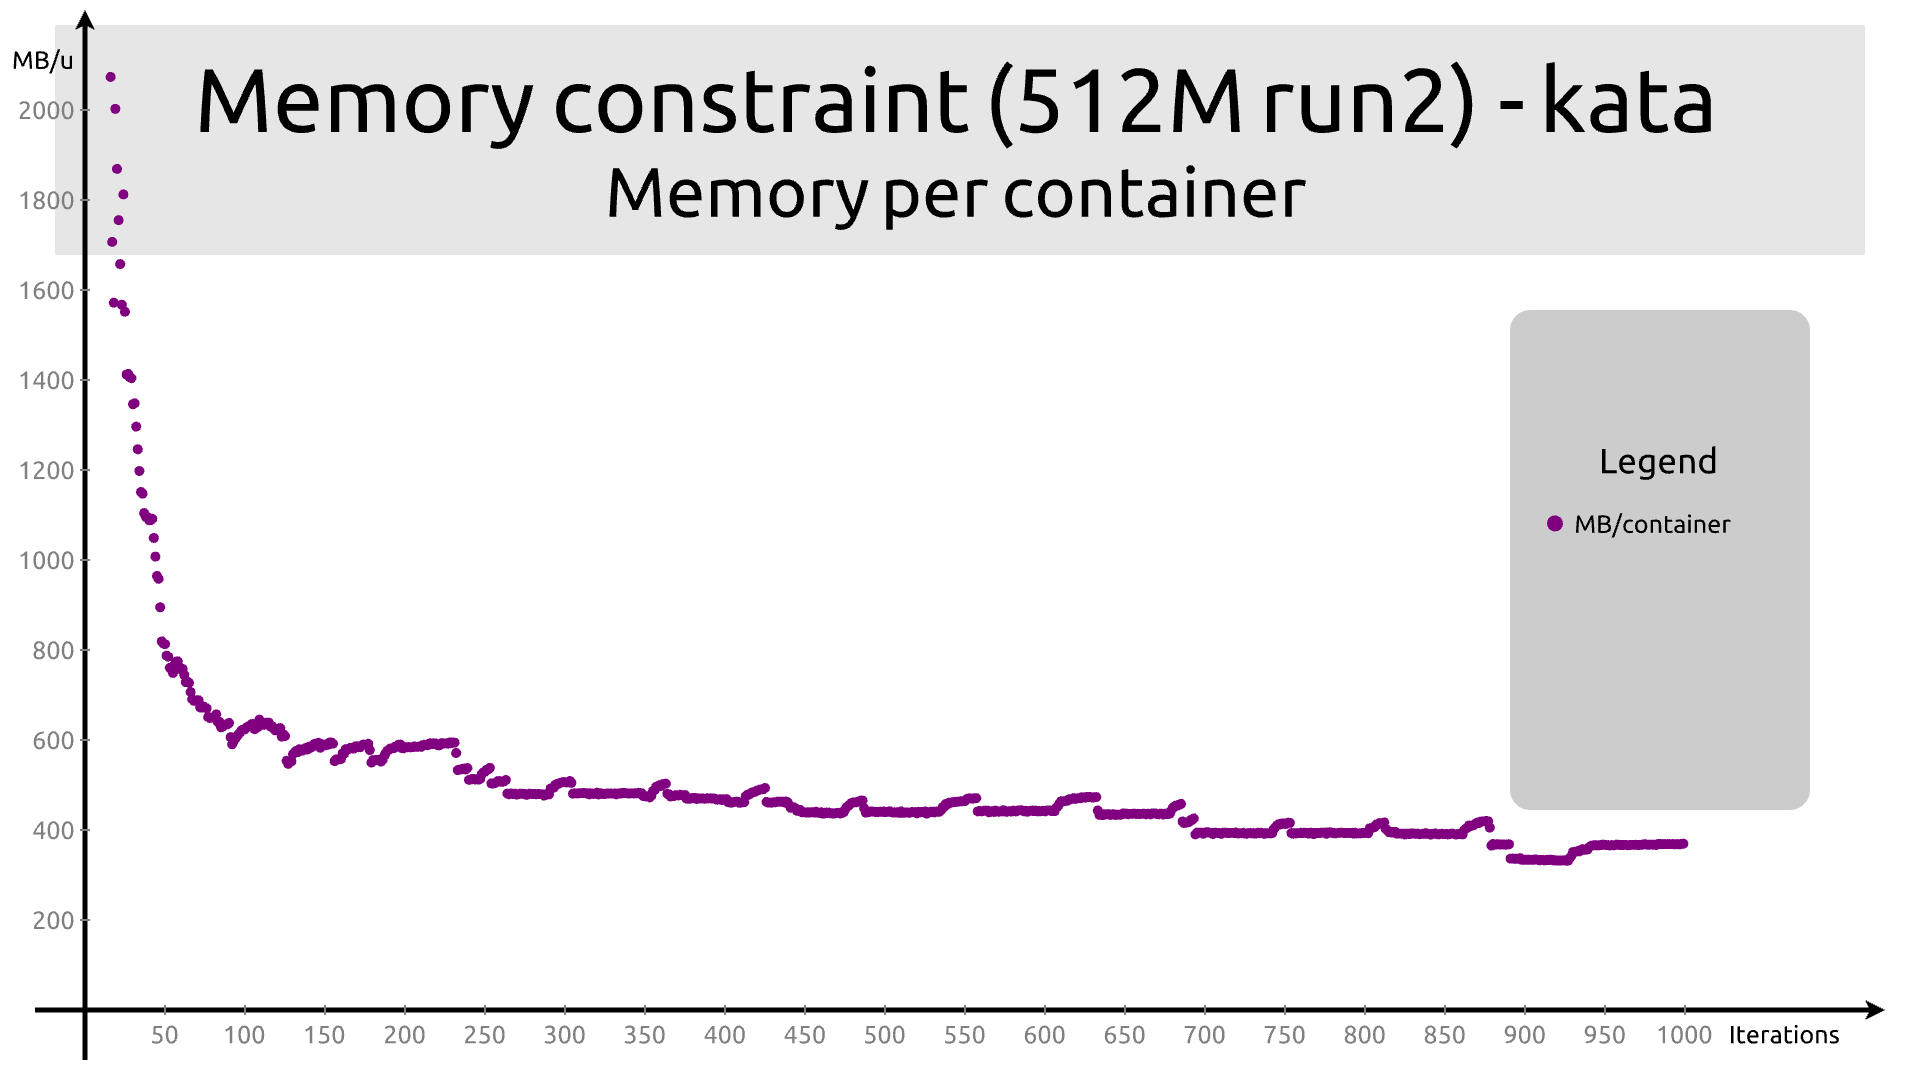 Memory constraint (512M run2) - kata
Memory per container
MB/u
2000
1800
1600
1400
1200
1000
800
600
400
200
Legend
MB/container
50 100 150 200 250 300 350 400 450 500 550 600 650 700 750 800 850 900 950 1000 Iterations